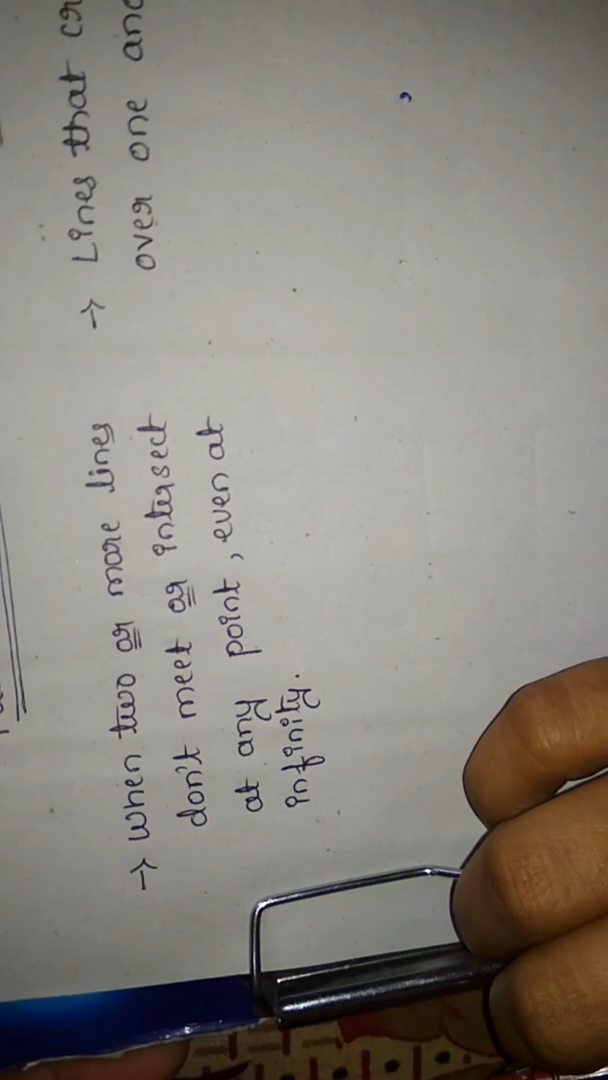 → When two or more lines
don't meet or intersect
at any point, even at
infinity.
→ Lines that
over one